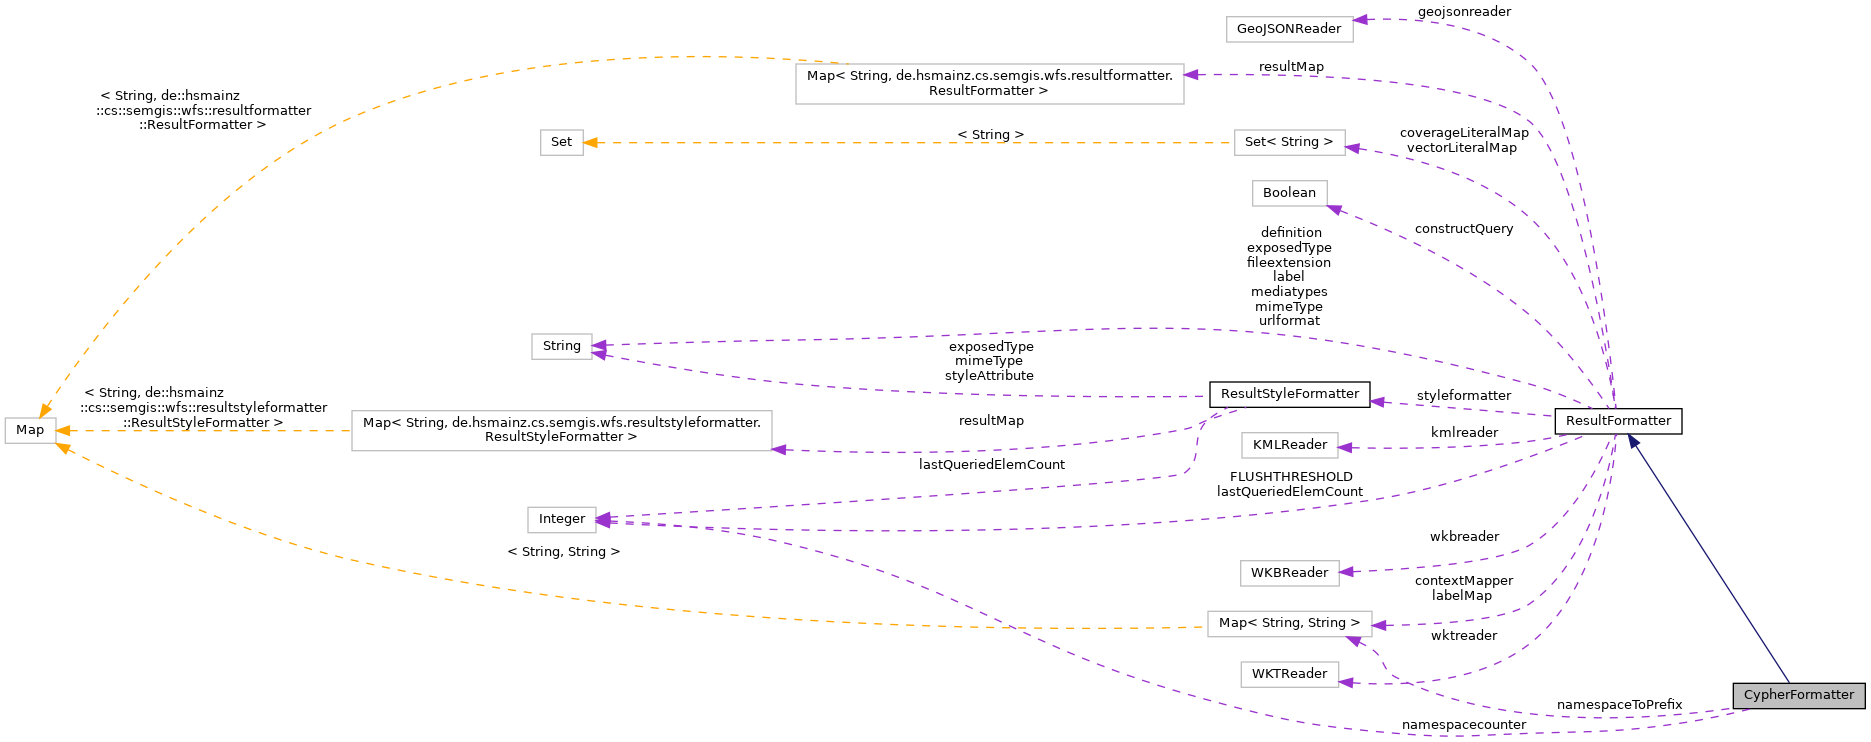 geojsonreader
GeoJSONReader
resultMap
Map< String, de.hsmainz.cs.semgis.wfs.resultformatter.
ResultFormatter >
< String, de::hsmainz
::cs::semgis::wfs::resultformatter
::ResultFormatter >
Set
< String >
Set< String >
coverageLiteralMap
vectorLiteralMap
Boolean
constructQuery
definition
exposedType
fileextension
label
mediatypes
mimeType
urlformat
String
exposedType
mimeType
styleAttribute
ResultStyleFormatter
styleformatter
ResultFormatter
< String, de::hsmainz
::cs::semgis::wfs::resultstyleformatter
::ResultStyleFormatter >
Map
Map< String, de.hsmainz.cs.semgis.wfs.resultstyleformatter.
ResultStyleFormatter >
resultMap
KMLReader
kmlreader
lastQueriedElemCount
FLUSHTHRESHOLD
lastQueriedElemCount
Integer
< String, String >
wkbreader
WKBReader
contextMapper
labelMap
Map< String, String >
wktreader
WKTReader
CypherFormatter
namespaceToPrefix
namespacecounter